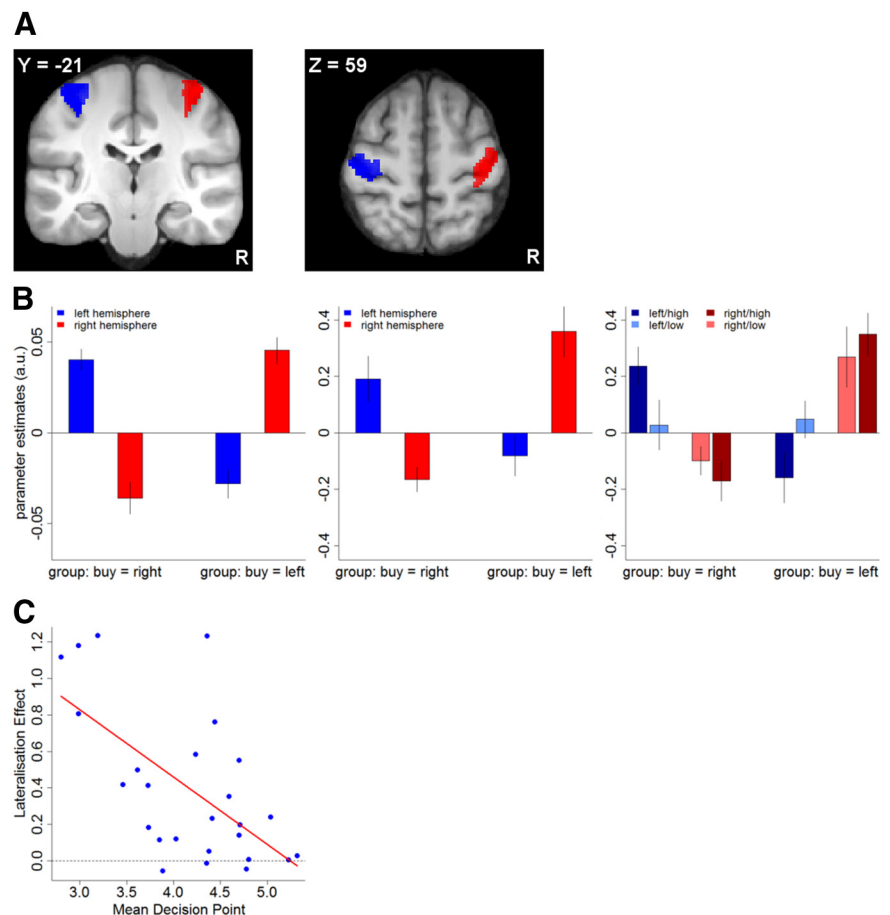 A
Y = -21
R
Z = 59
R
B
parameter estimates (a.u.)
0.05
0
-0.05
left hemisphere
right hemisphere
group: buy = right
group: buy = left
0.4
0.2
0
-0.2
-0.4
left hemisphere
right hemisphere
group: buy = right
group: buy = left
0.4
0.2
0
-0.2
-0.4
left/high
left/low
right/high
right/low
group: buy = right
group: buy = left
C
Lateralisation Effect
1.2
1.0
0.8
0.6
0.4
0.2
0.0
3.0 3.5 4.0 4.5 5.0
Mean Decision Point